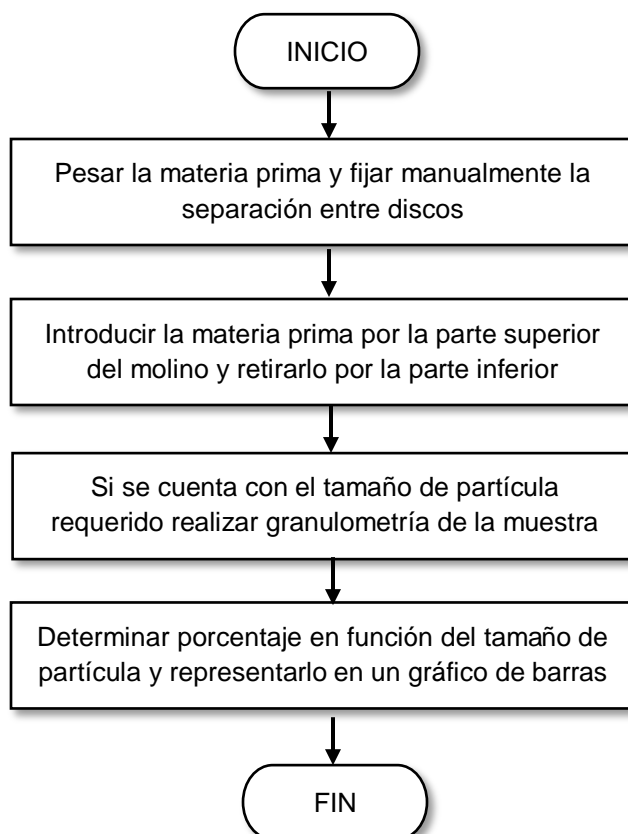 INICIO
Pesar la materia prima y fijar manualmente la
separación entre discos
Introducir la materia prima por la parte superior
del molino y retirarlo por la parte inferior
Si se cuenta con el tamaño de partícula
requerido realizar granulometría de la muestra
Determinar porcentaje en función del tamaño de
partícula y representarlo en un gráfico de barras
FIN